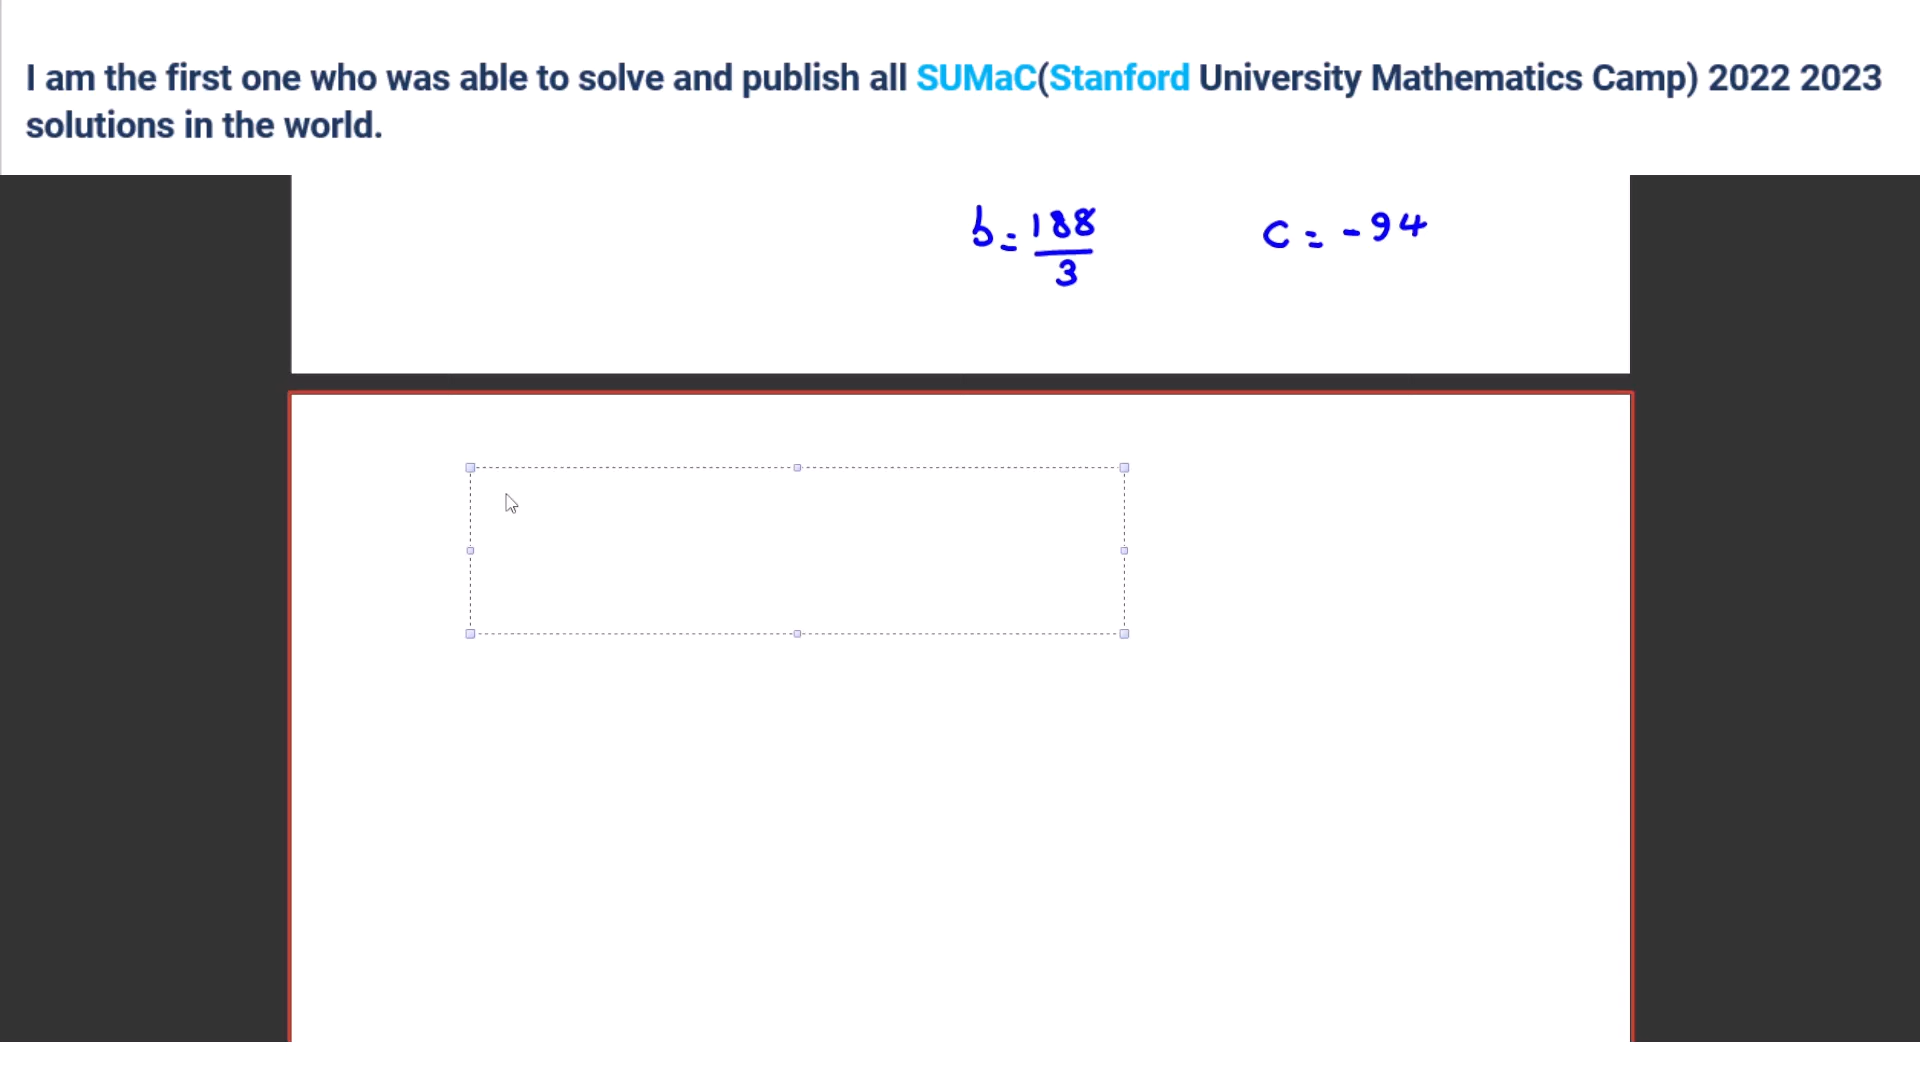 I am the first one who was able to solve and publish all SUMaC(Stanford University Mathematics Camp) 2022 2023
solutions in the world.
b = 188/3 c = -94